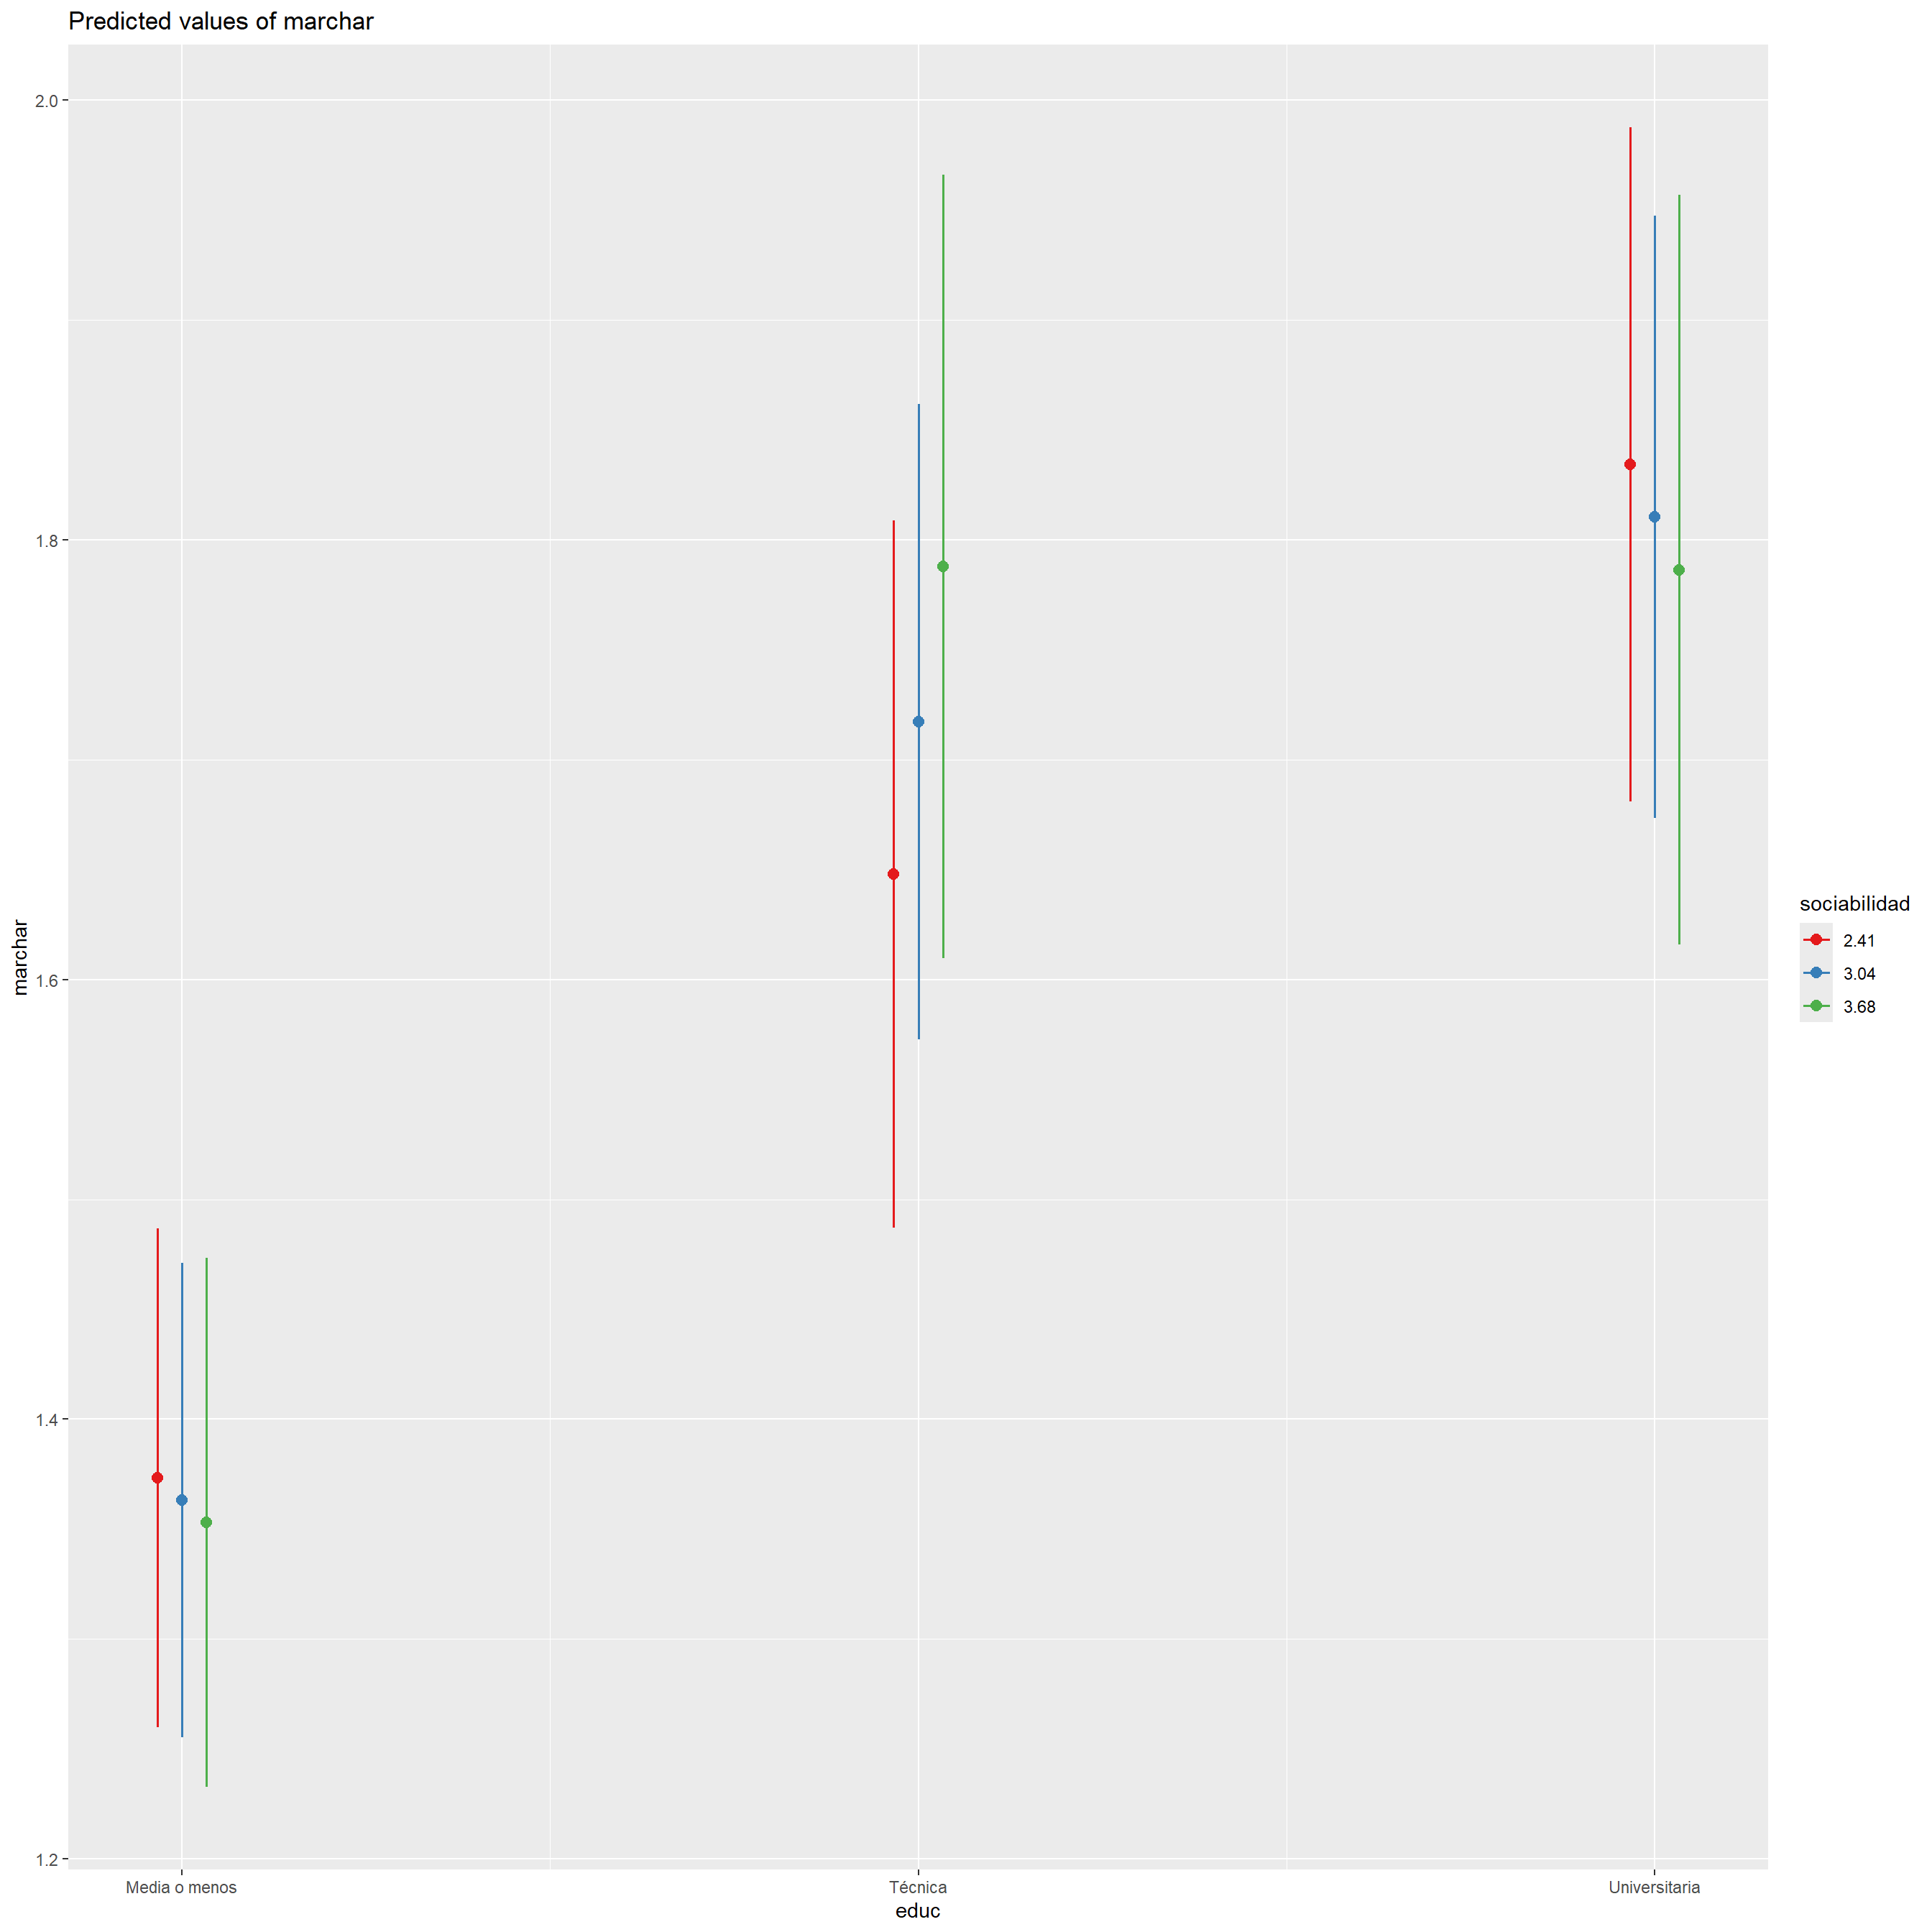 Predicted values of marchar
2.0
1.8
1.6
1.4
1.2
marchar
Media o menos
Técnica
Universitaria
educ
sociabilidad
2.41
3.04
3.68